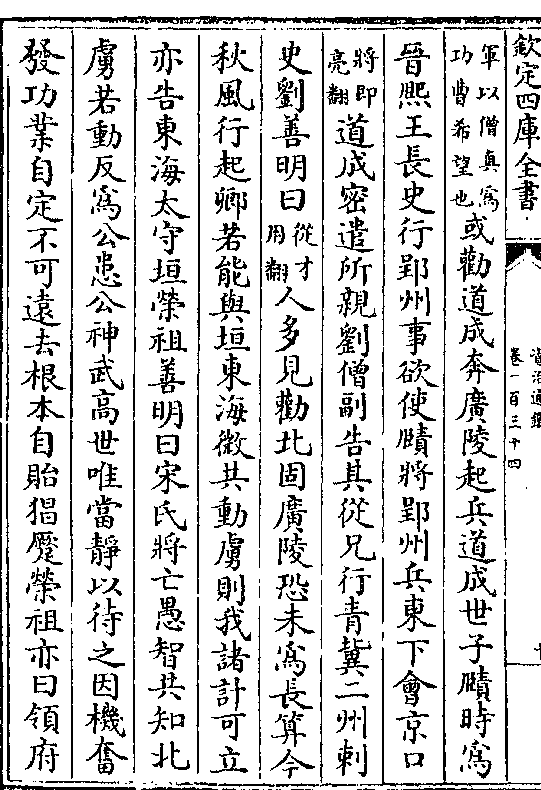 欽定四庫全書
資治通鑑
卷一百三十四
軍以僧真爲
功曹希望也
或勸道成奔廣陵起兵道成世子賾時爲
晉熙王長史行郢州事欲使賾將郢州兵東下會京口
將即
亮翻
道成密遣所親劉僧副告其從兄行青冀二州刺
史劉善明曰
從才
用翻
人多見勸北固廣陵恐未爲長算今
秋風行起卿若能與垣東海微共動虜則我諸計可立
亦告東海太守垣榮祖善明曰宋氏將亡愚智共知北
虜若動反爲公患公神武高世唯當靜以待之因機奮
發功業自定不可遠去根本自貽猖蹷榮祖亦曰領府